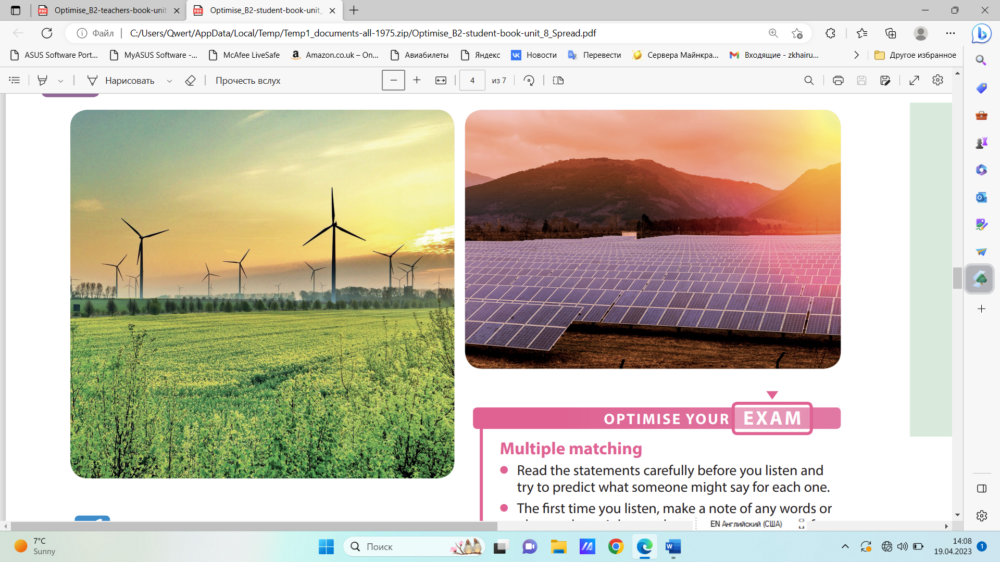 Optimise_B2-teachers-book-unit
Optimise_B2-student-book-unit_
Файл
C:/Users/Qwert/AppData/Local/Temp/Temp1_documents-all-1975.zip/Optimise_B2-student-book-unit_8_Spread.pdf
ASUS Software Port...
MyASUS Software -...
McAfee LiveSafe
Amazon.co.uk – On...
Авиабилеты
Яндекс
Новости
Перевести
Сервера Майнкра...
Входящие - zkhairu...
Другое избранное
Нарисовать
Прочесть вслух
4
из 7
OPTIMISE YOUR EXAM
Multiple matching
Read the statements carefully before you listen and
try to predict what someone might say for each one.
The first time you listen, make a note of any words or
EN Английский (США)
7°C
Sunny
Поиск
14:08
19.04.2023
1